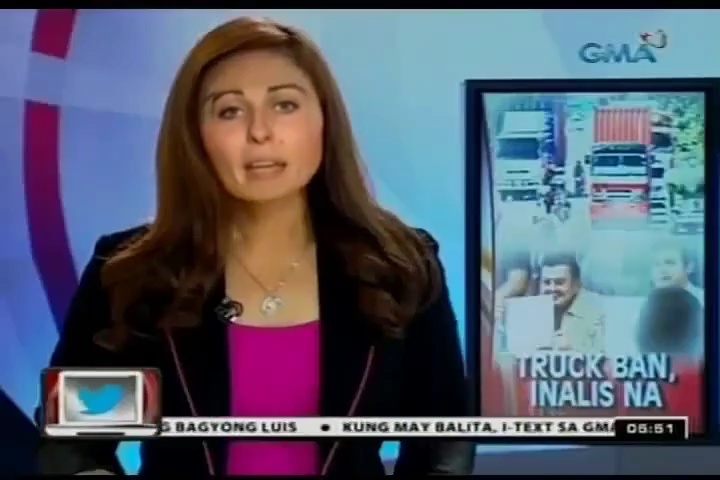 GMA
TRUCK BAN,
INALIS NA
G BAGYONG LUIS • KUNG MAY BALITA, I-TEXT SA GMA
05:51